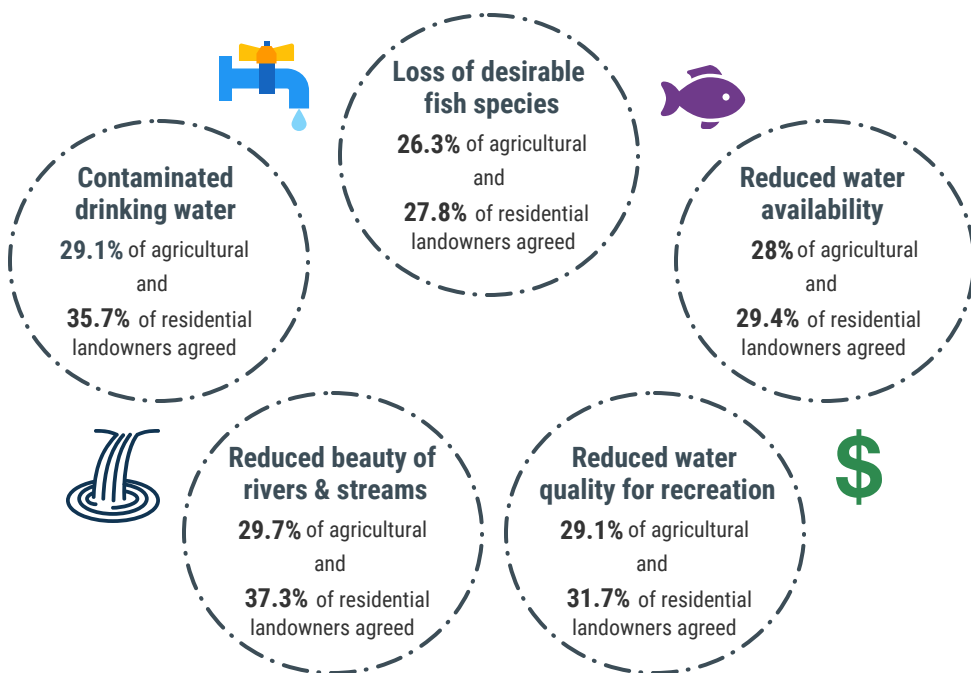 Loss of desirable
fish species
26.3% of agricultural
and
27.8% of residential
landowners agreed
Contaminated
drinking water
29.1% of agricultural
and
35.7% of residential
landowners agreed
Reduced water
availability
28% of agricultural
and
29.4% of residential
landowners agreed
Reduced beauty of
rivers & streams
29.7% of agricultural
and
37.3% of residential
landowners agreed
Reduced water
quality for recreation
29.1% of agricultural
and
31.7% of residential
landowners agreed
$